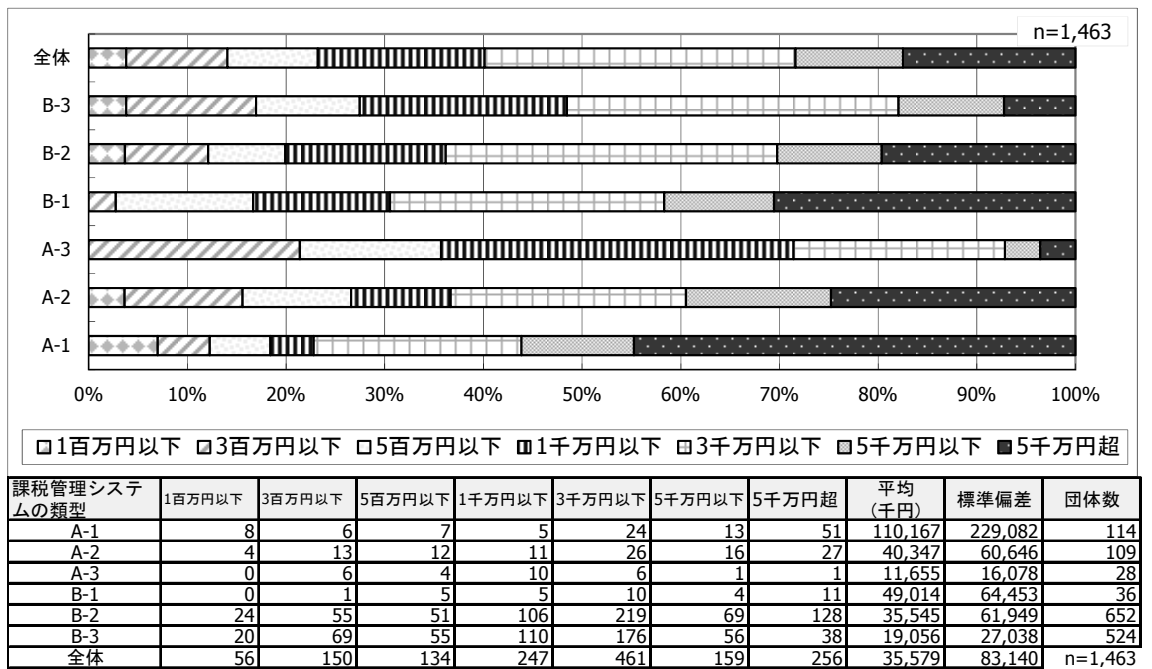 n=1,463
全体
B-3
B-2
B-1
A-3
A-2
A-1
0% 10% 20% 30% 40% 50% 60% 70% 80% 90% 100%
1百万円以下 3百万円以下 5百万円以下 1千万円以下 3千万円以下 5千万円以下 5千万円超
課税管理システムの類型 1百万円以下 3百万円以下 5百万円以下 1千万円以下 3千万円以下 5千万円以下 5千万円超 平均(千円) 標準偏差 団体数
A-1 8 6 7 5 24 13 51 110,167 229,082 114
A-2 4 13 12 11 26 16 27 40,347 60,646 109
A-3 0 6 4 10 6 1 1 11,655 16,078 28
B-1 0 1 5 5 10 4 11 49,014 64,453 36
B-2 24 55 51 106 219 69 128 35,545 61,949 652
B-3 20 69 55 110 176 56 38 19,056 27,038 524
全体 56 150 134 247 461 159 256 35,579 83,140 n=1,463